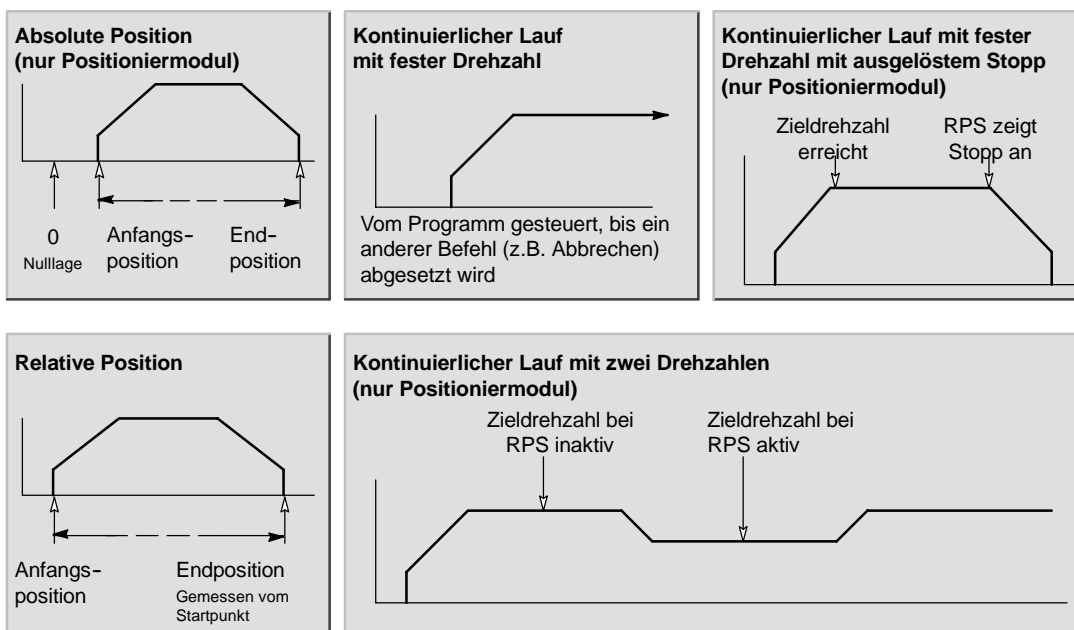 Absolute Position
(nur Positioniermodul)
0
Nulllage
Anfangs-
position
End-
position
Kontinuierlicher Lauf
mit fester Drehzahl
Vom Programm gesteuert, bis ein
anderer Befehl (z.B. Abbrechen)
abgesetzt wird
Kontinuierlicher Lauf mit fester
Drehzahl mit ausgelöstem Stopp
(nur Positioniermodul)
Zieldrehzahl
erreicht
RPS zeigt
Stopp an
Relative Position
Anfangs-
position
Endposition
Gemessen vom
Startpunkt
Kontinuierlicher Lauf mit zwei Drehzahlen
(nur Positioniermodul)
Zieldrehzahl bei
RPS inaktiv
Zieldrehzahl bei
RPS aktiv